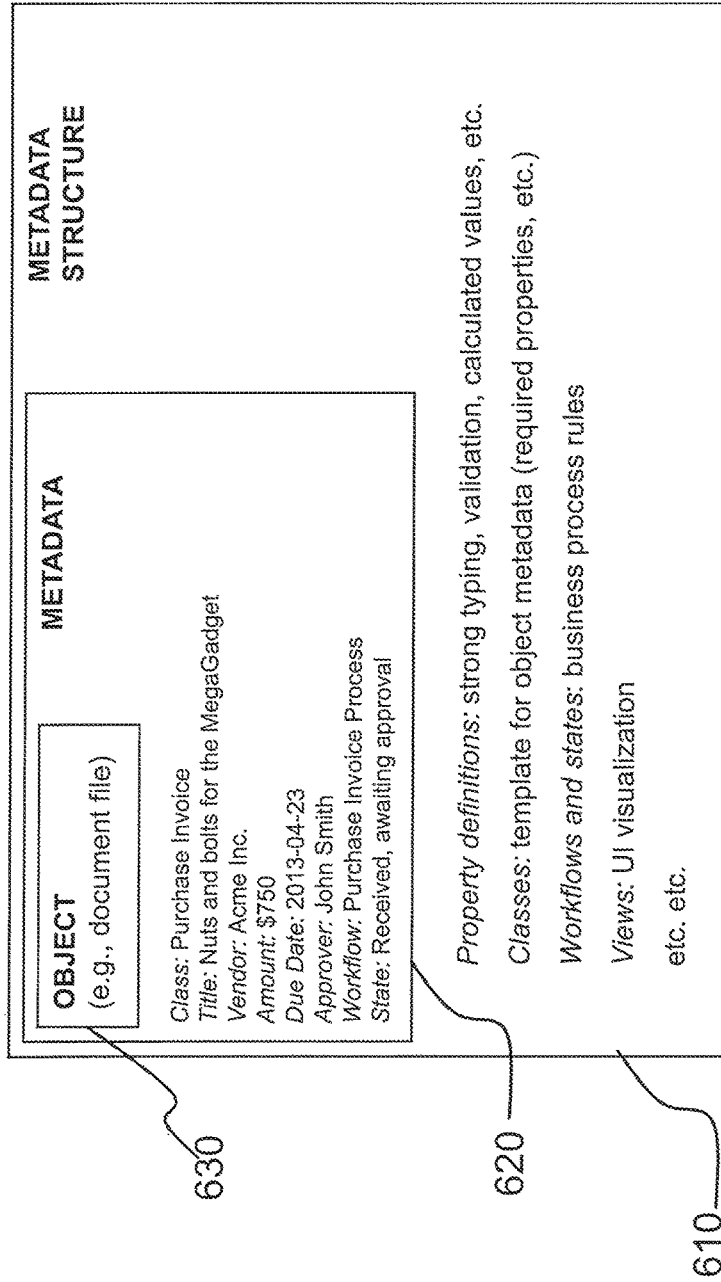 METADATA
STRUCTURE
METADATA
OBJECT
(e.g., document file)
Class: Purchase Invoice
Title: Nuts and bolts for the MegaGadget
Vendor: Acme Inc.
Amount: $750
Due Date: 2013-04-23
Approver: John Smith
Workflow: Purchase Invoice Process
State: Received, awaiting approval
Property definitions: strong typing, validation, calculated values, etc.
Classes: template for object metadata (required properties, etc.)
Workflows and states: business process rules
Views: UI visualization
etc. etc.
630
620
610